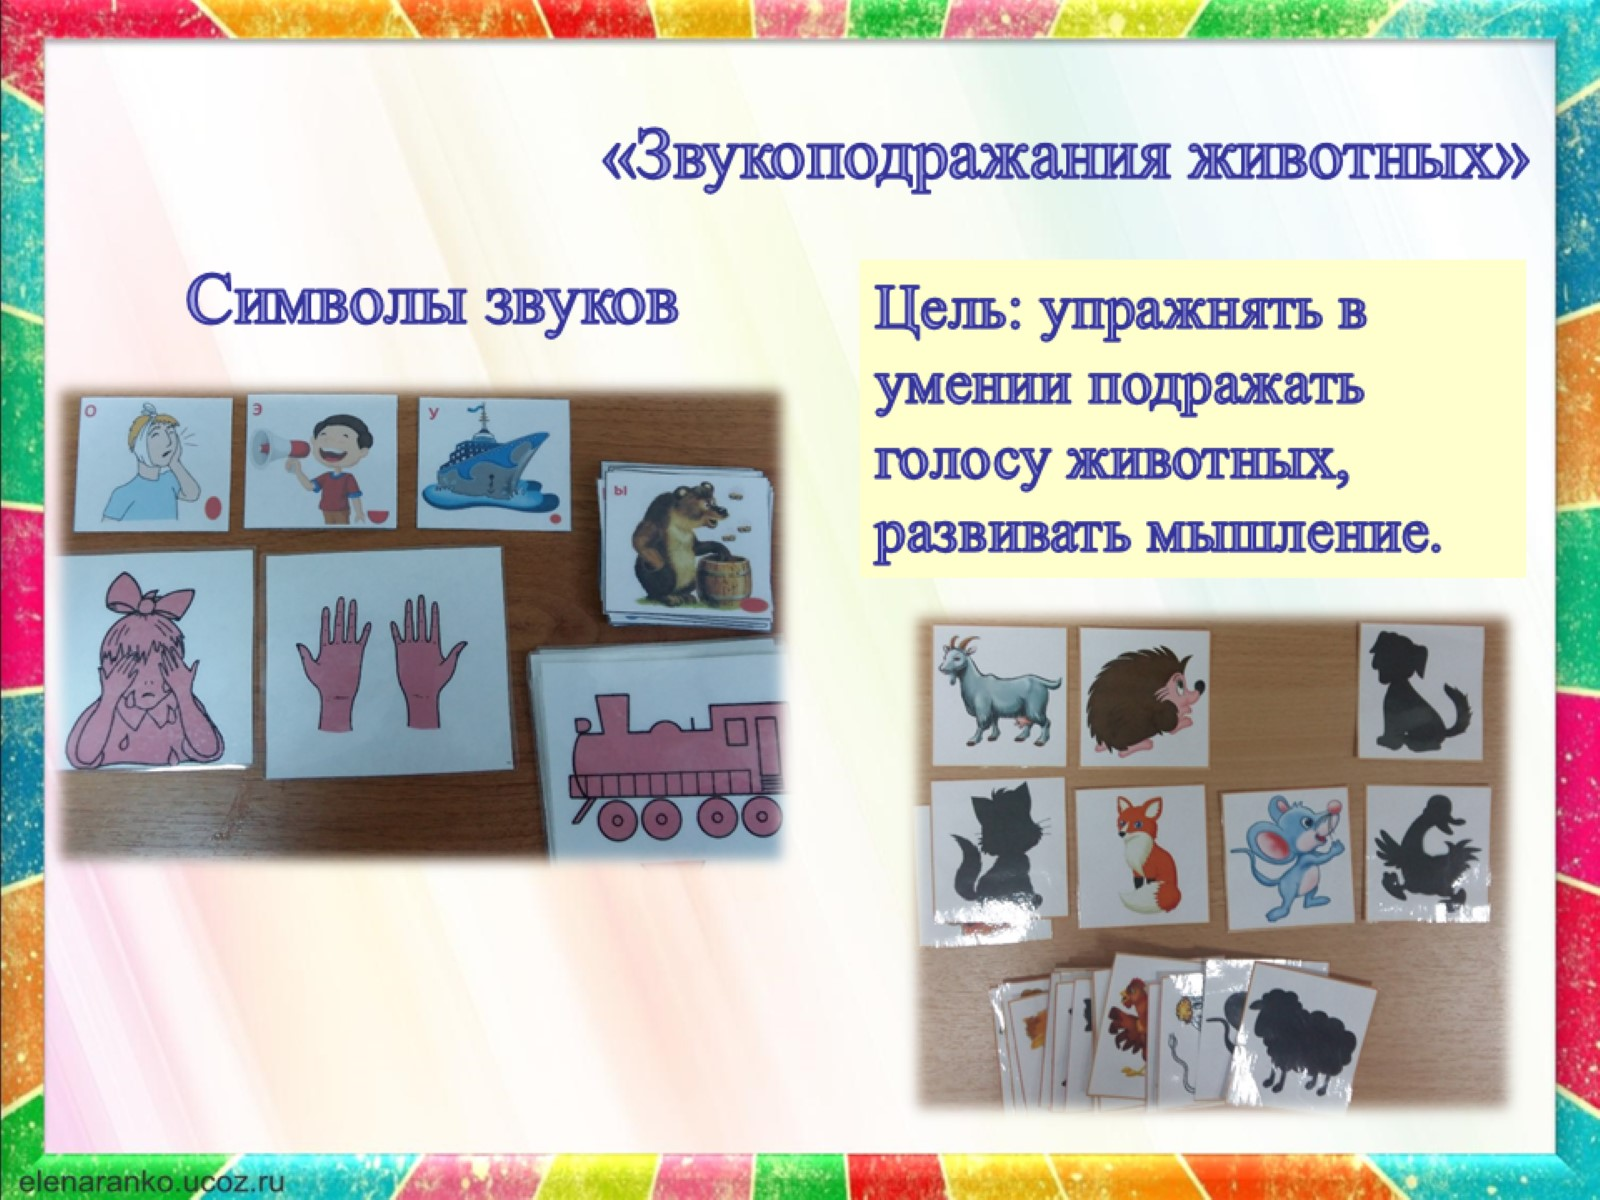 «Звукоподражания животных»
Символы звуков
Цель: упражнять в
умении подражать
голосу животных,
развивать мышление.
О
Э
У
Ы
elenaranko.ucoz.ru